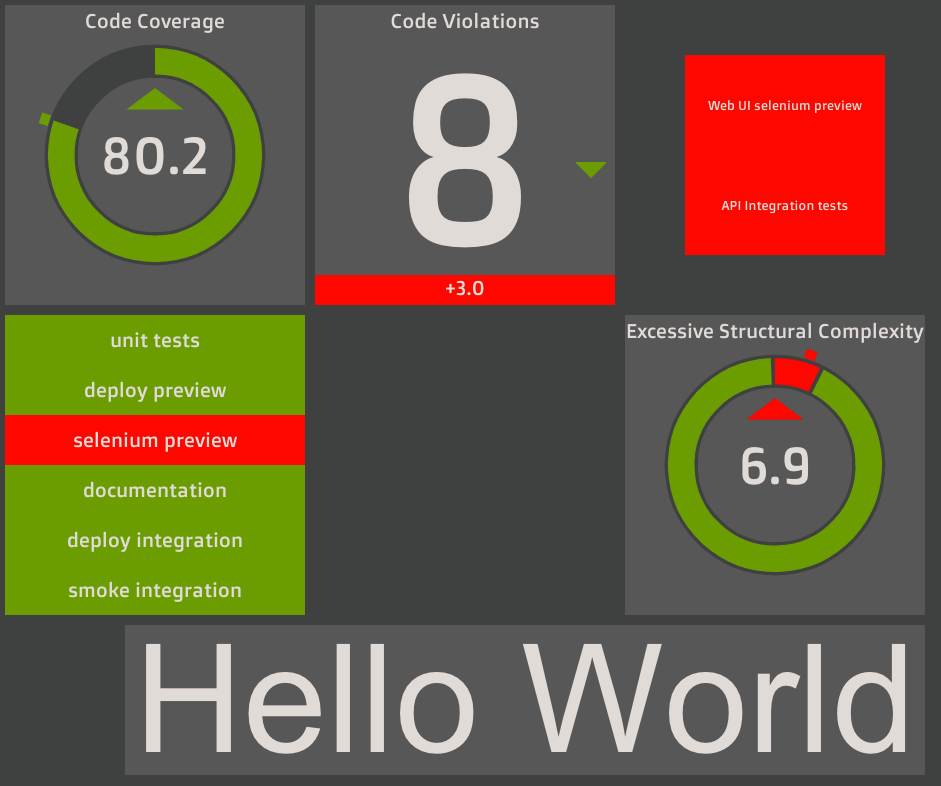 Code Coverage
80.2
Code Violations
8
+3.0
Web UI selenium preview
API Integration tests
unit tests
deploy preview
selenium preview
documentation
deploy integration
smoke integration
Excessive Structural Complexity
6.9
Hello World